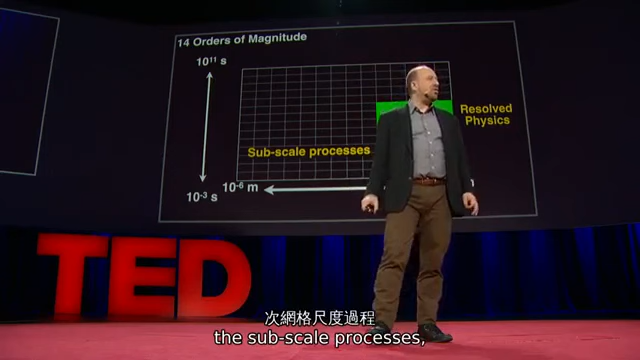 14 Orders of Magnitude
10¹¹ s
Resolved
Physics
Sub-scale processes
10⁻⁶ m
10⁻³ s
TED
次網格尺度過程
the sub-scale processes,